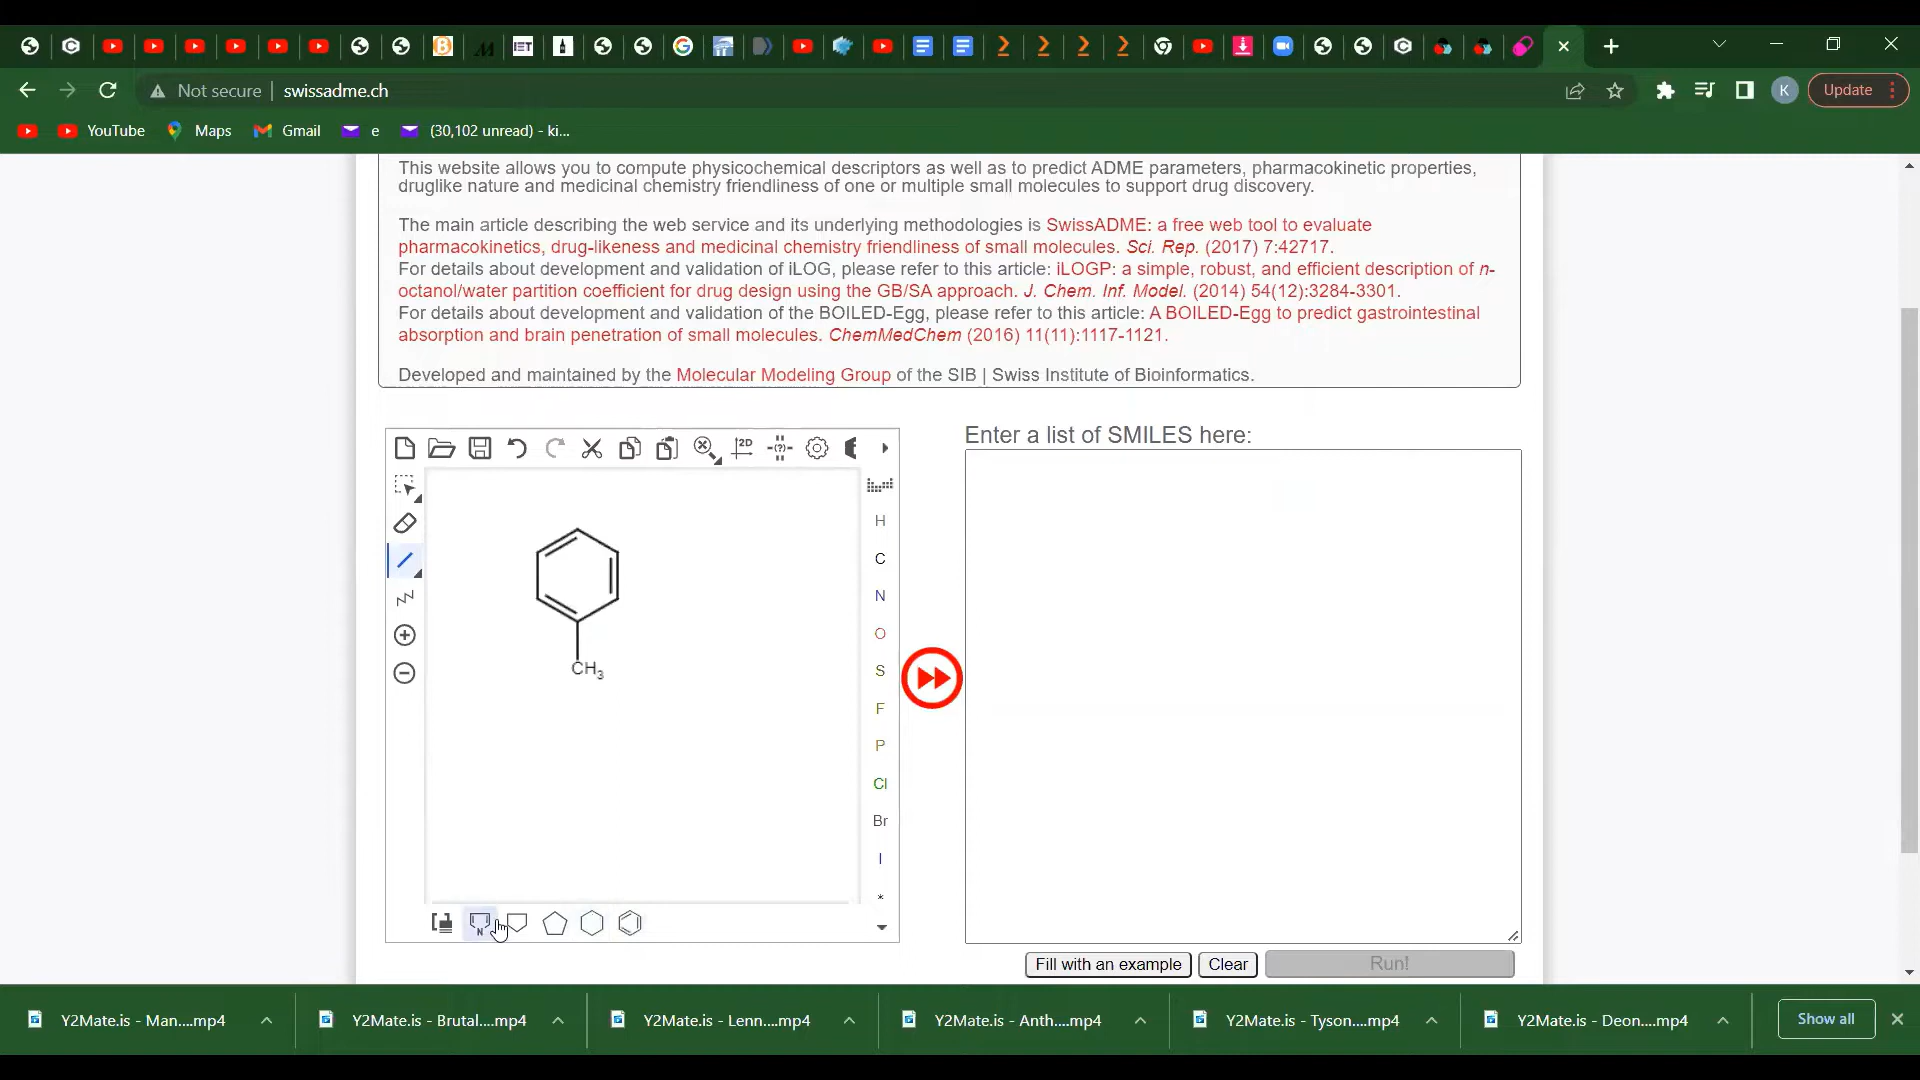 IET
Not secure
swissadme.ch
K
Update
YouTube
Maps
Gmail
e
(30,102 unread) - ki...
This website allows you to compute physicochemical descriptors as well as to predict ADME parameters, pharmacokinetic properties,
druglike nature and medicinal chemistry friendliness of one or multiple small molecules to support drug discovery.
The main article describing the web service and its underlying methodologies is SwissADME: a free web tool to evaluate
pharmacokinetics, drug-likeness and medicinal chemistry friendliness of small molecules. Sci. Rep. (2017) 7:42717.
For details about development and validation of iLOG, please refer to this article: iLOGP: a simple, robust, and efficient description of n-
octanol/water partition coefficient for drug design using the GB/SA approach. J. Chem. Inf. Model. (2014) 54(12):3284-3301.
For details about development and validation of the BOILED-Egg, please refer to this article: A BOILED-Egg to predict gastrointestinal
absorption and brain penetration of small molecules. ChemMedChem (2016) 11(11):1117-1121.
Developed and maintained by the Molecular Modeling Group of the SIB | Swiss Institute of Bioinformatics.
Enter a list of SMILES here:
2D
(?)
H
C
N
O
S
F
P
Cl
Br
I
*
CH3
N
Fill with an example
Clear
Run!
Y2Mate.is - Man....mp4
Y2Mate.is - Brutal....mp4
Y2Mate.is - Lenn....mp4
Y2Mate.is - Anth....mp4
Y2Mate.is - Tyson....mp4
Y2Mate.is - Deon....mp4
Show all